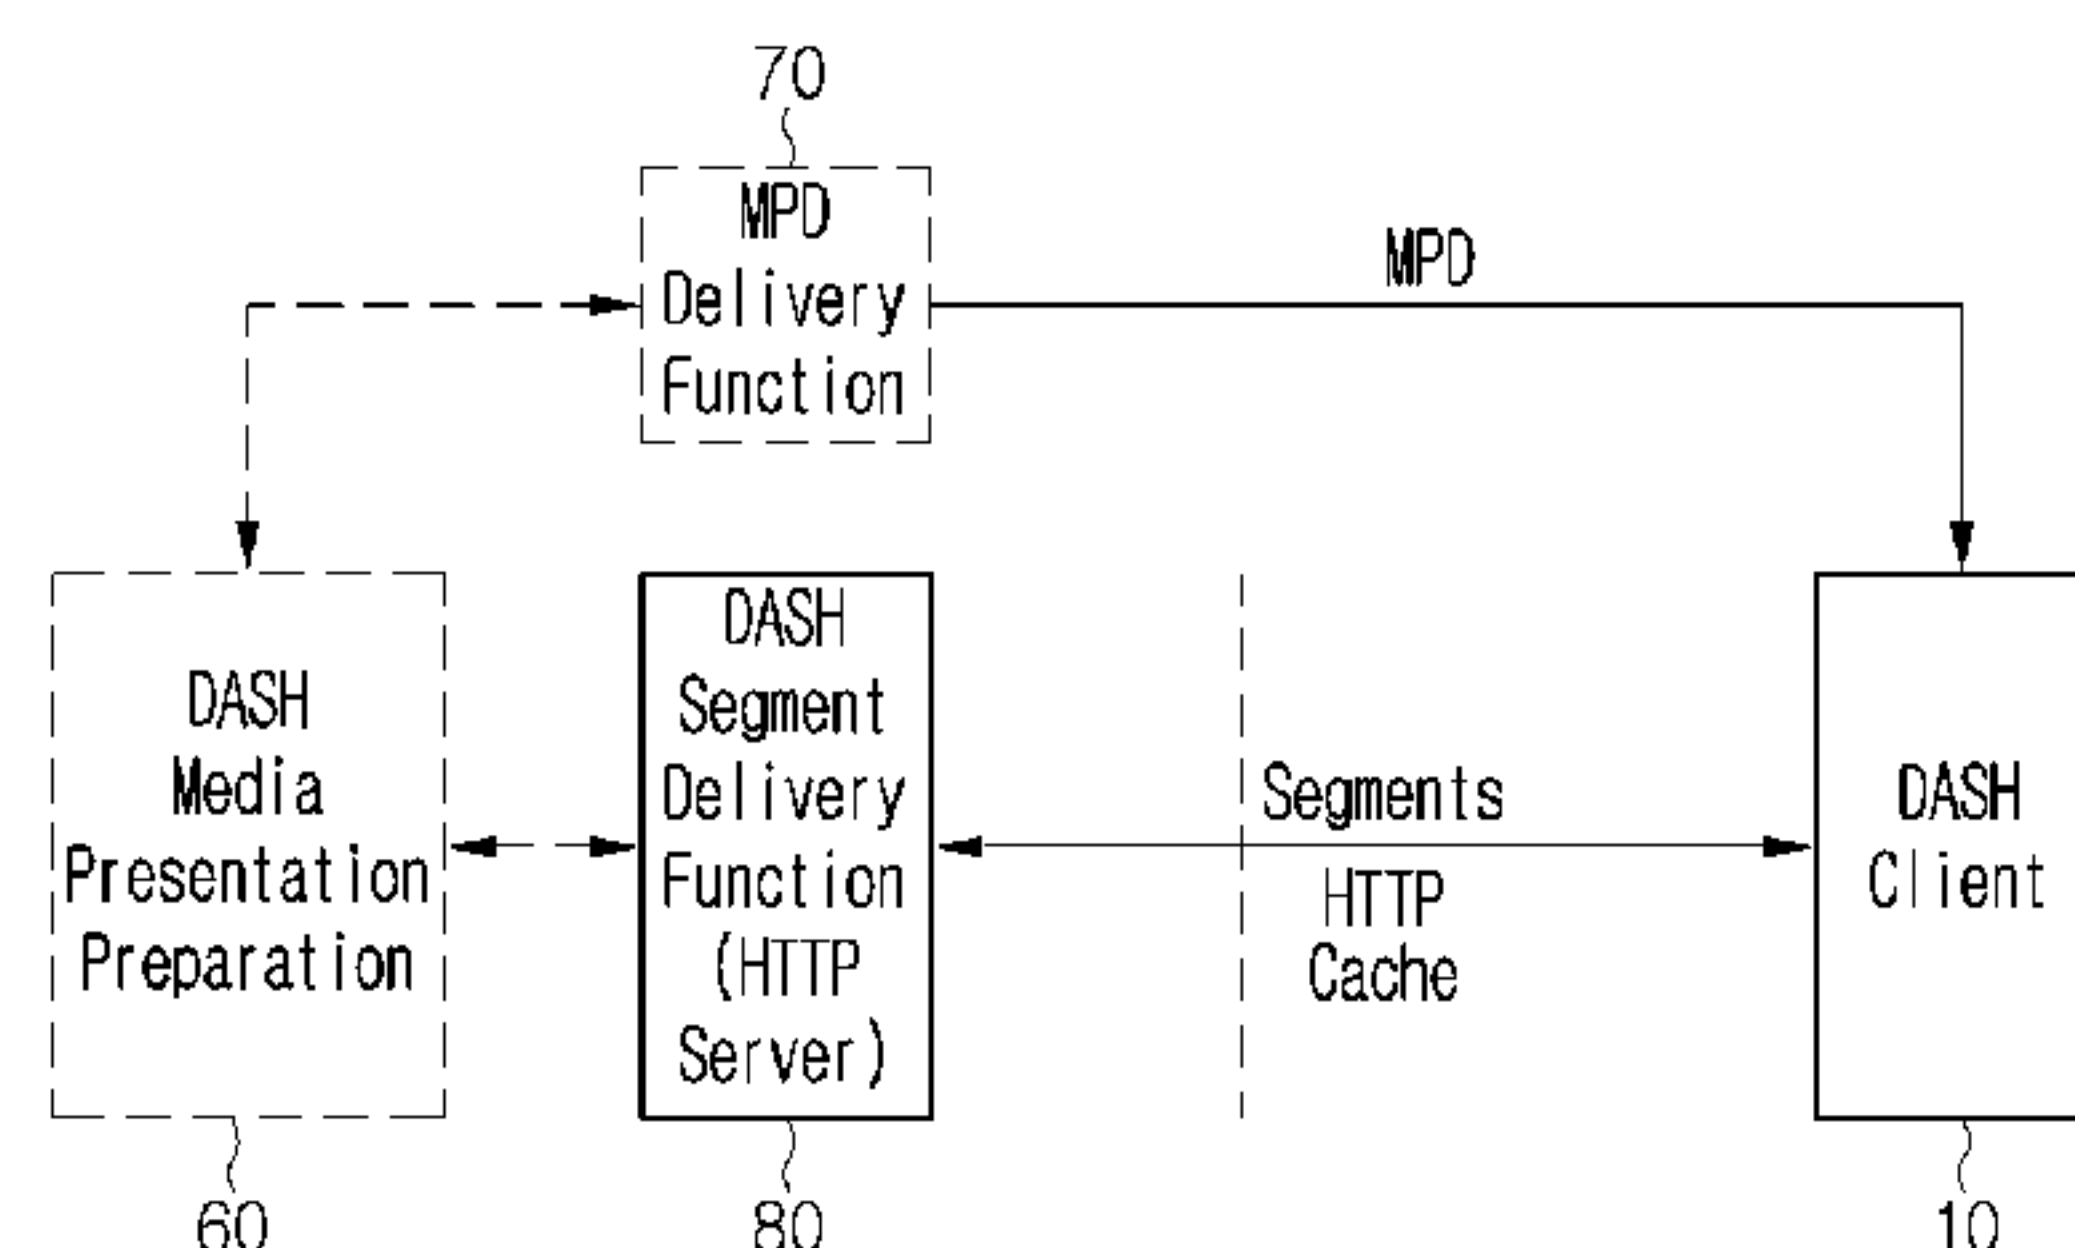 70
MPD
Delivery
Function
MPD
DASH
Media
Presentation
Preparation
DASH
Segment
Delivery
Function
(HTTP
Server)
Segments
HTTP
Cache
DASH
Client
60
80
10